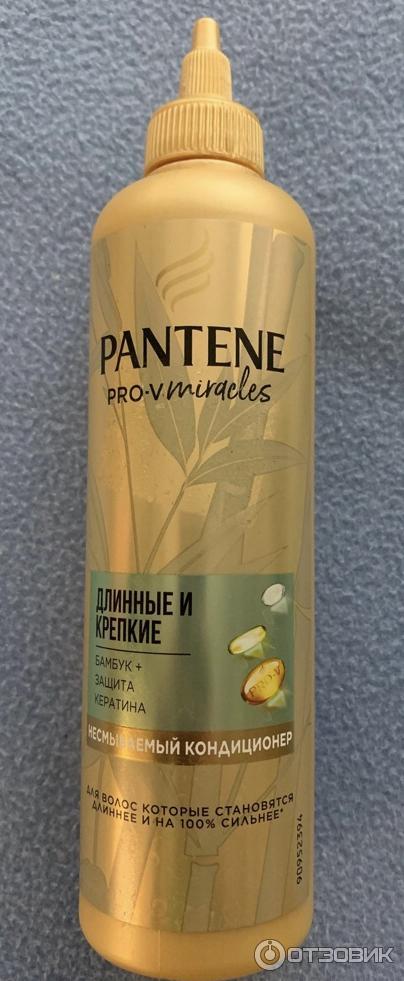 PANTENE
PRO-V miracles
ДЛИННЫЕ И
КРЕПКИЕ
БАМБУК +
ЗАЩИТА
КЕРАТИНА
PRO-V
НЕСМЫВАЕМЫЙ КОНДИЦИОНЕР
ДЛЯ ВОЛОС КОТОРЫЕ СТАНОВЯТСЯ
ДЛИННЕЕ И НА 100% СИЛЬНЕЕ*
90952394
ОТЗОВИК